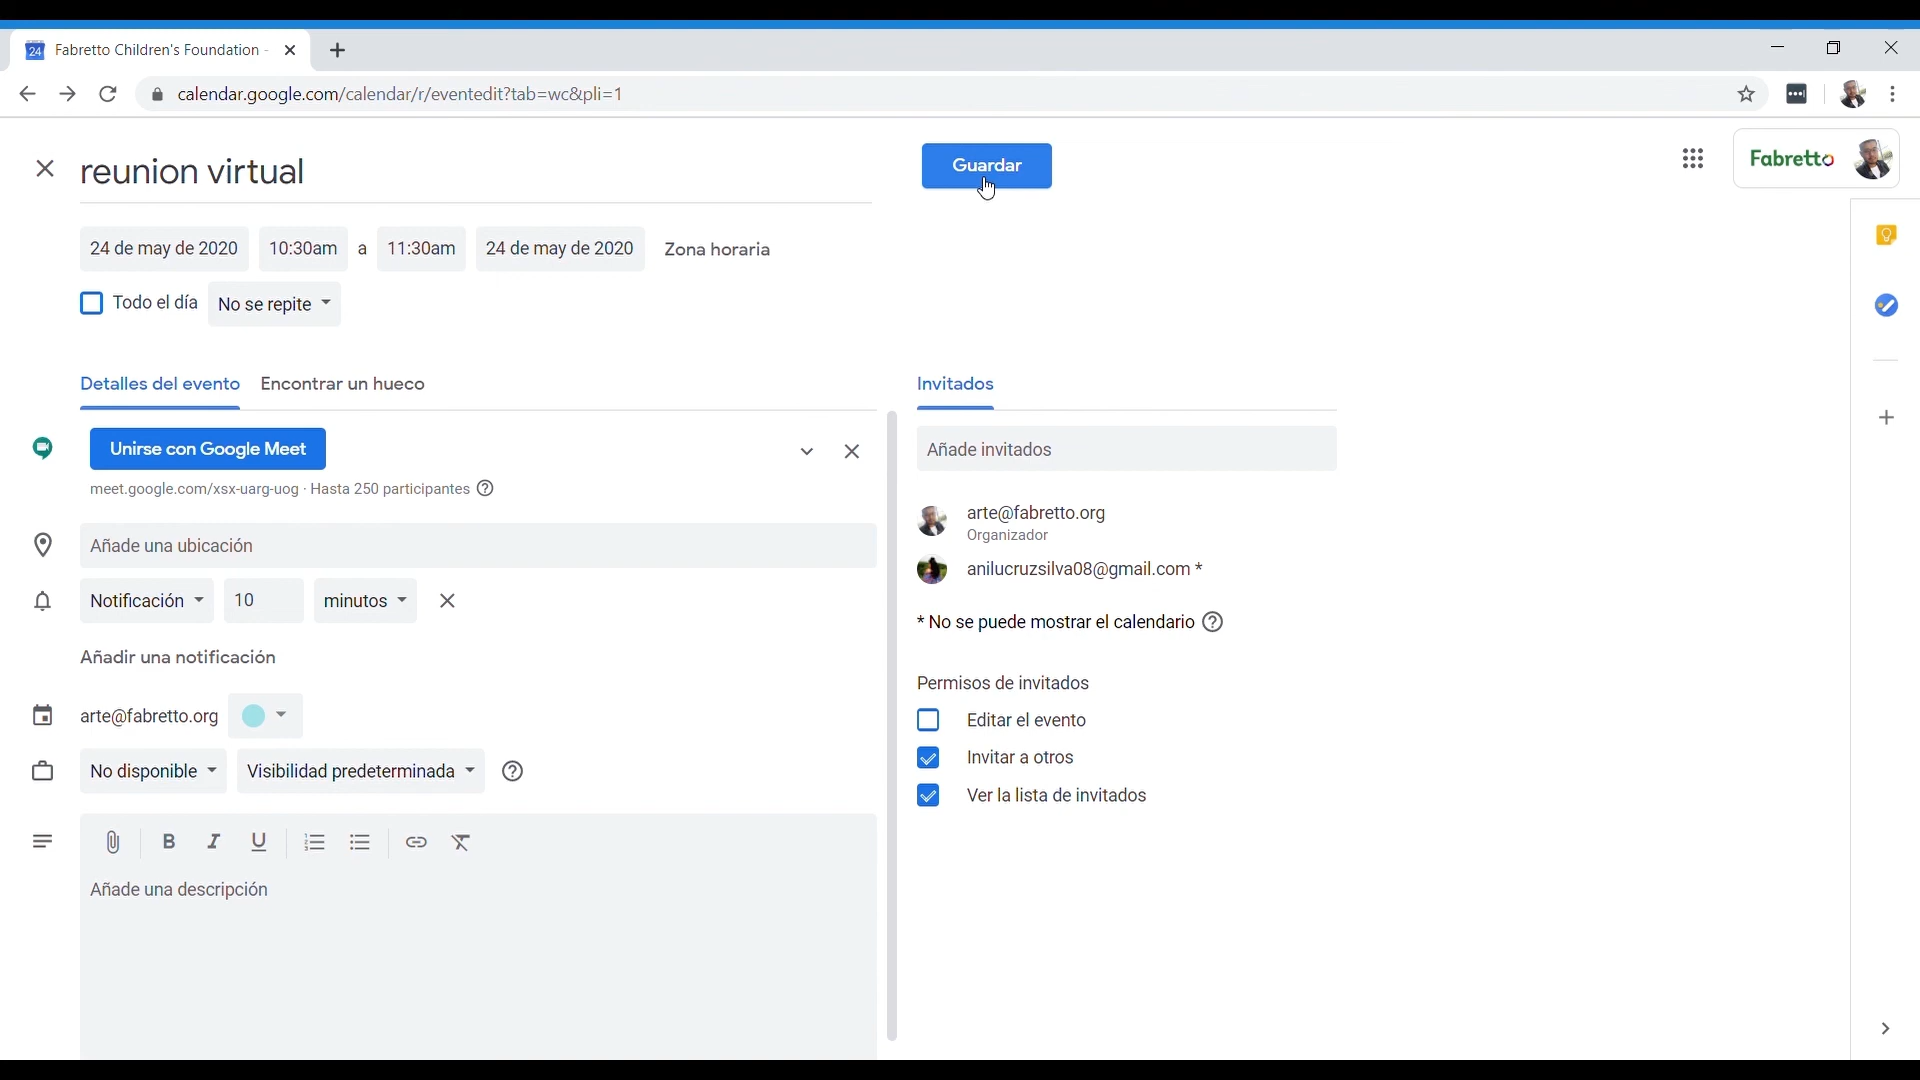 24 Fabretto Children's Foundation -
calendar.google.com/calendar/r/eventedit?tab=wc&pli=1
reunion virtual
Guardar
Fabretto
24 de may de 2020 10:30am a 11:30am 24 de may de 2020 Zona horaria
Todo el día No se repite
Detalles del evento Encontrar un hueco
Invitados
Unirse con Google Meet
meet.google.com/xsx-uarg-uog · Hasta 250 participantes
Añade una ubicación
Notificación 10 minutos
Añadir una notificación
arte@fabretto.org
No disponible Visibilidad predeterminada
B I U
Añade una descripción
Añade invitados
arte@fabretto.org
Organizador
anilucruzsilva08@gmail.com *
* No se puede mostrar el calendario
Permisos de invitados
Editar el evento
Invitar a otros
Ver la lista de invitados